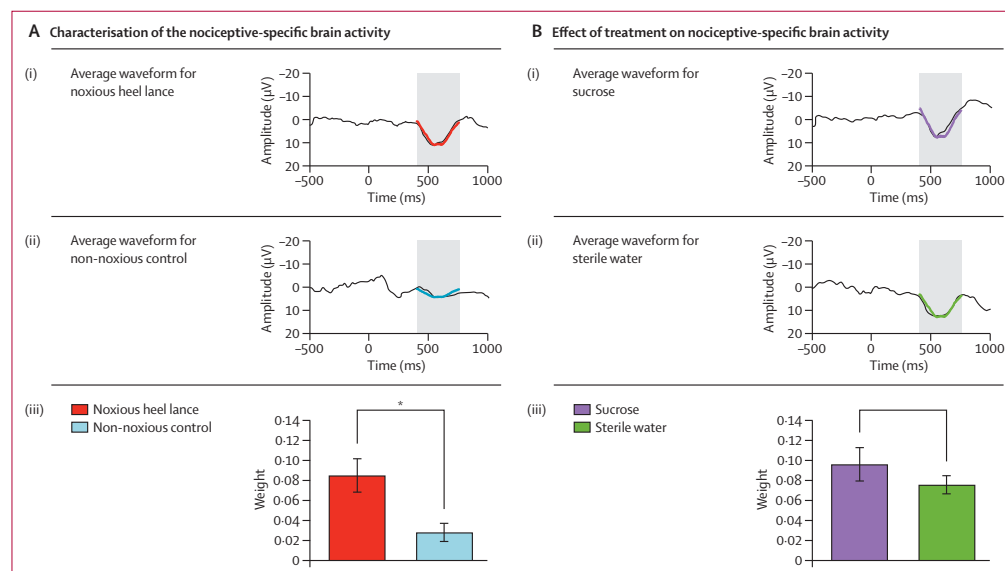 A Characterisation of the nociceptive-specific brain activity
(i) Average waveform for
noxious heel lance
Amplitude (µV)
–20
–10
0
10
20
–500 0 500 1000
Time (ms)
(ii) Average waveform for
non-noxious control
Amplitude (µV)
–20
–10
0
10
20
–500 0 500 1000
Time (ms)
(iii) Noxious heel lance
Non-noxious control
*
Weight
0·14
0·12
0·10
0·08
0·06
0·04
0·02
0
B Effect of treatment on nociceptive-specific brain activity
(i) Average waveform for
sucrose
Amplitude (µV)
–20
–10
0
10
20
–500 0 500 1000
Time (ms)
(ii) Average waveform for
sterile water
Amplitude (µV)
–20
–10
0
10
20
–500 0 500 1000
Time (ms)
(iii) Sucrose
Sterile water
Weight
0·14
0·12
0·10
0·08
0·06
0·04
0·02
0